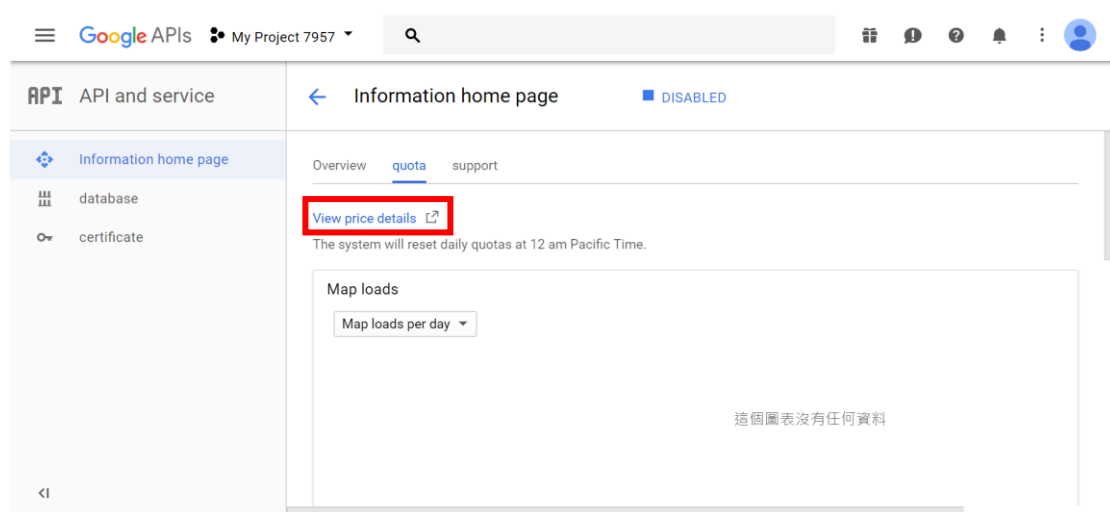 Google APIs My Project 7957
API API and service
Information home page DISABLED
Information home page
database
certificate
Overview quota support
View price details
The system will reset daily quotas at 12 am Pacific Time.
Map loads
Map loads per day
這個圖表沒有任何資料